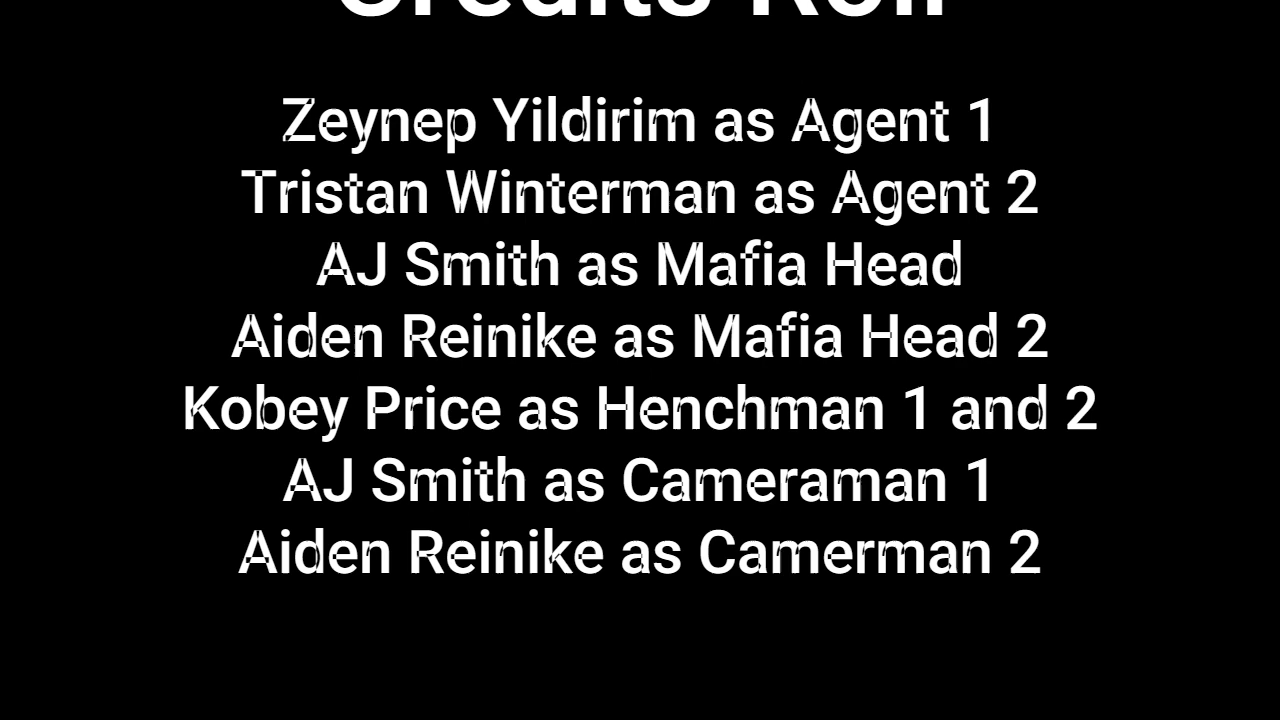 Credits Roll
Zeynep Yildirim as Agent 1
Tristan Winterman as Agent 2
AJ Smith as Mafia Head
Aiden Reinike as Mafia Head 2
Kobey Price as Henchman 1 and 2
AJ Smith as Cameraman 1
Aiden Reinike as Camerman 2